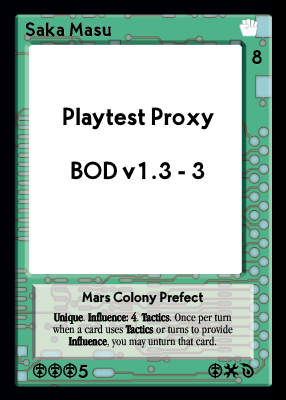 Saka Masu
8
Playtest Proxy
BOD v1.3 - 3
Mars Colony Prefect
Unique. Influence: 4. Tactics. Once per turn
when a card uses Tactics or turns to provide
Influence, you may unturn that card.
5